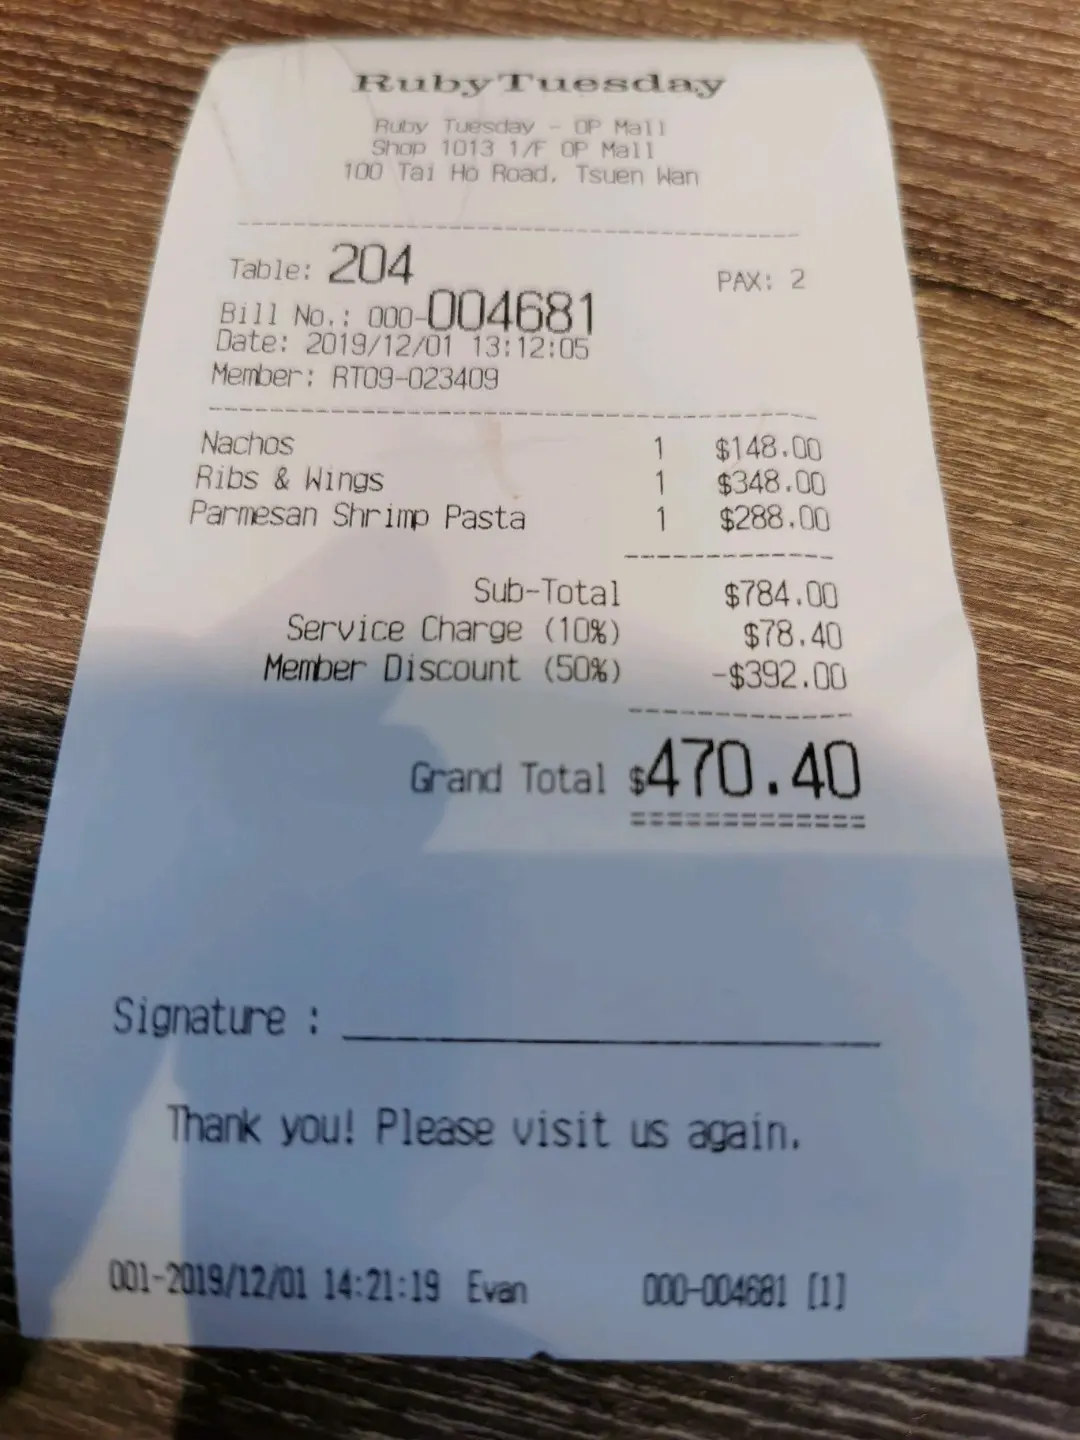 Ruby Tuesday
Ruby Tuesday - OP Mall
Shop 1013 1/F OP Mall
100 Tai Ho Road, Tsuen Wan
Table: 204 PAX: 2
Bill No.: 000-004681
Date: 2019/12/01 13:12:05
Member: RT09-023409
Nachos 1 $148.00
Ribs & Wings 1 $348.00
Parmesan Shrimp Pasta 1 $288.00
Sub-Total $784.00
Service Charge (10%) $78.40
Member Discount (50%) -$392.00
Grand Total $470.40
Signature :
Thank you! Please visit us again.
001-2019/12/01 14:21:19 Evan 000-004681 [1]